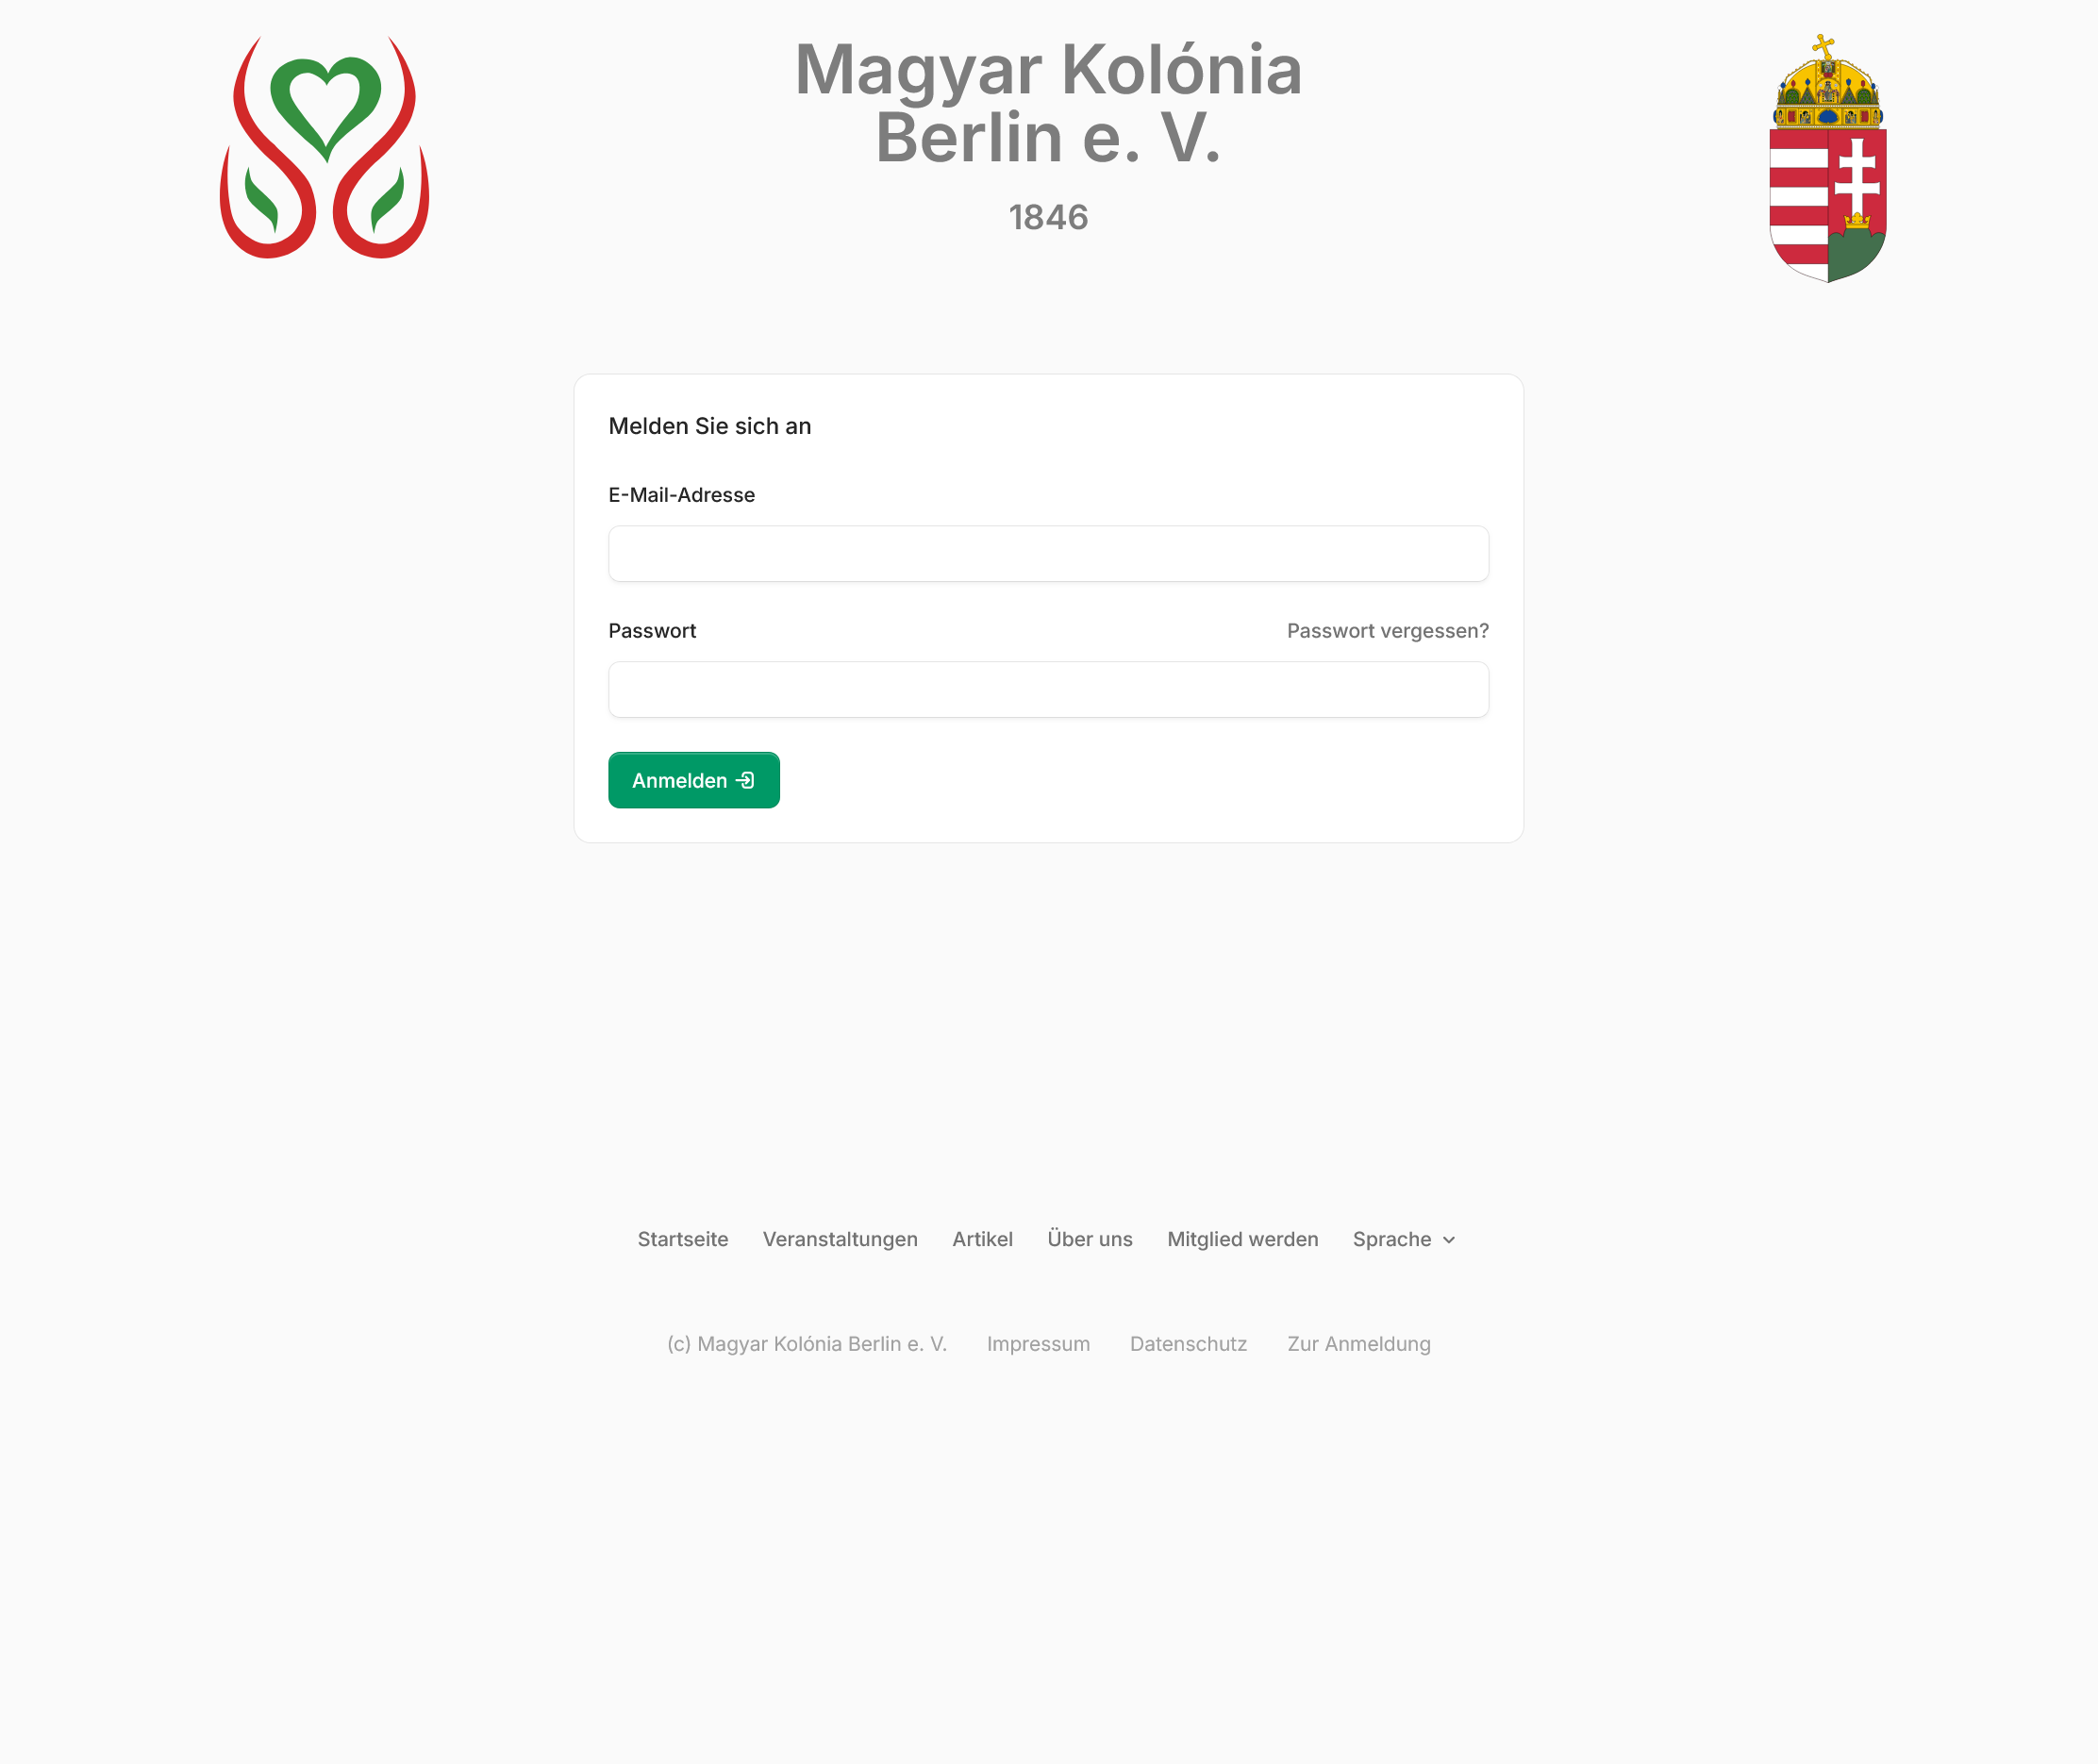 Magyar Kolónia
Berlin e. V.
1846
Melden Sie sich an
E-Mail-Adresse
Passwort Passwort vergessen?
Anmelden
Startseite Veranstaltungen Artikel Über uns Mitglied werden Sprache
(c) Magyar Kolónia Berlin e. V. Impressum Datenschutz Zur Anmeldung